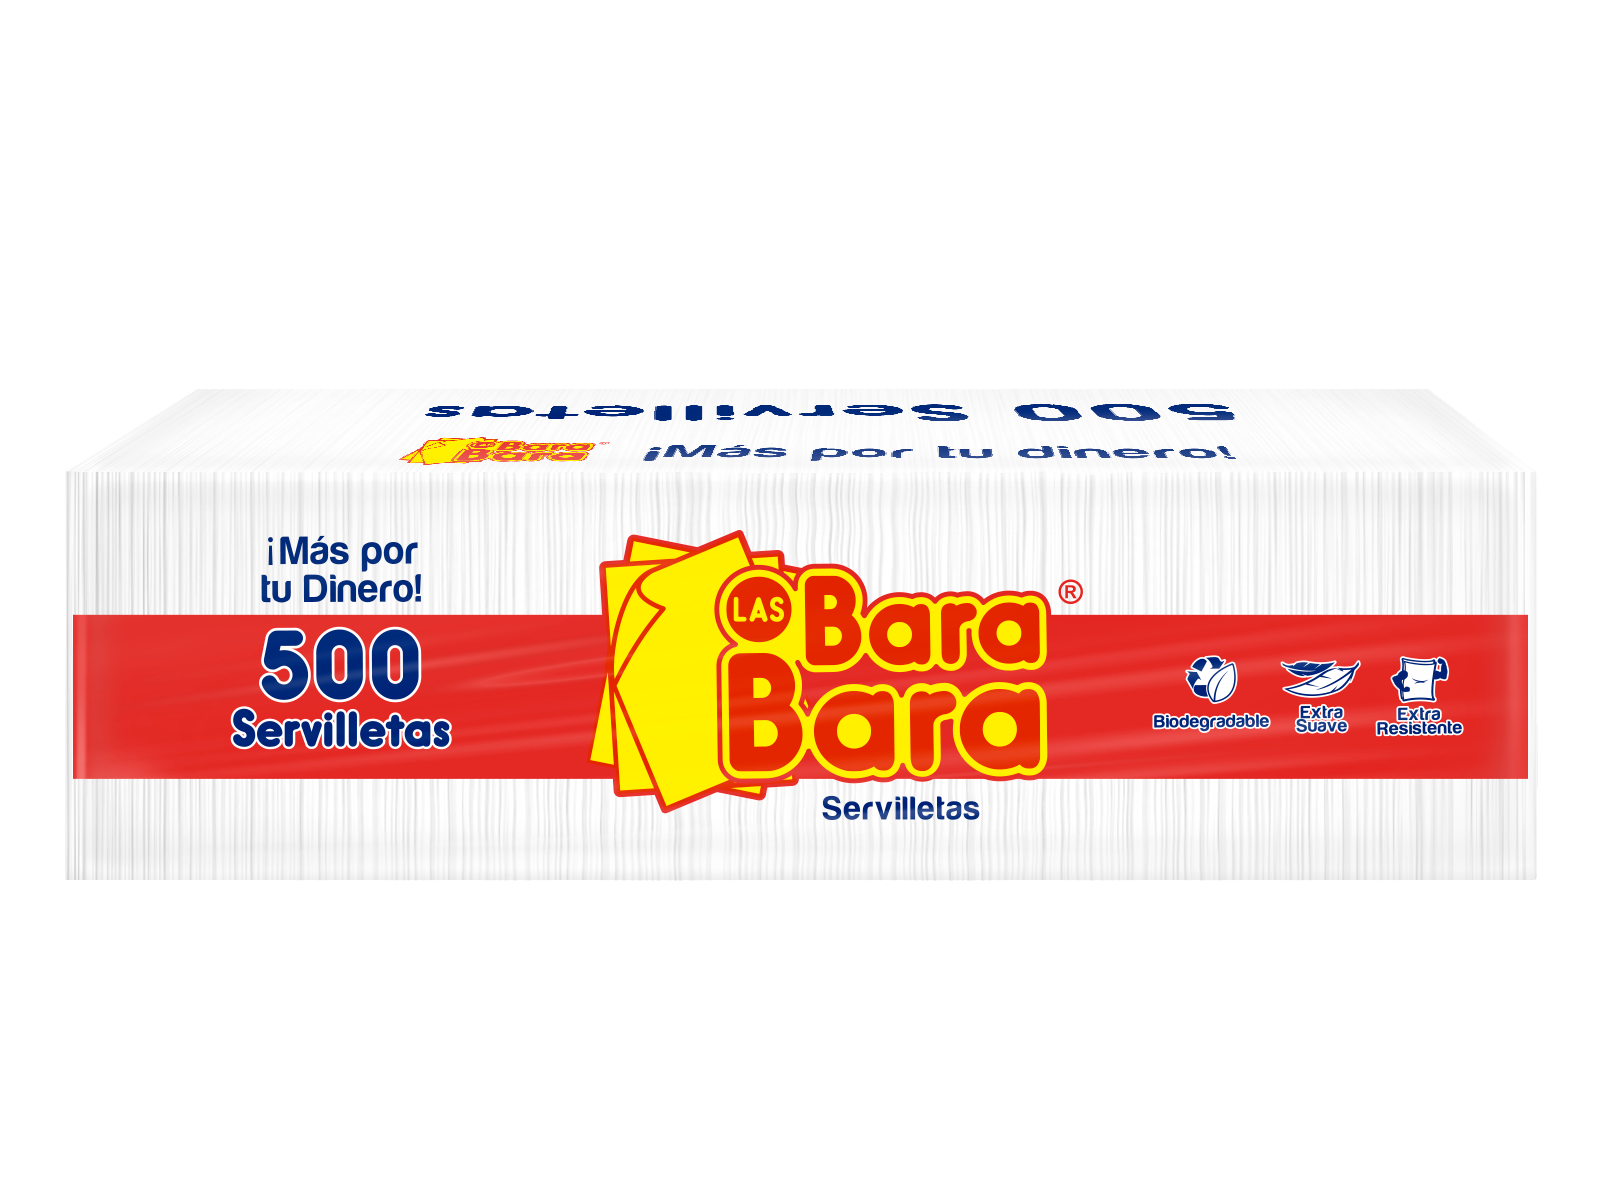 500 Servilletas
Bara
Bara
¡Más por tu dinero!
¡Más por
tu Dinero!
500
Servilletas
LAS Bara ®
Bara
Servilletas
Biodegradable
Extra
Suave
Extra
Resistente